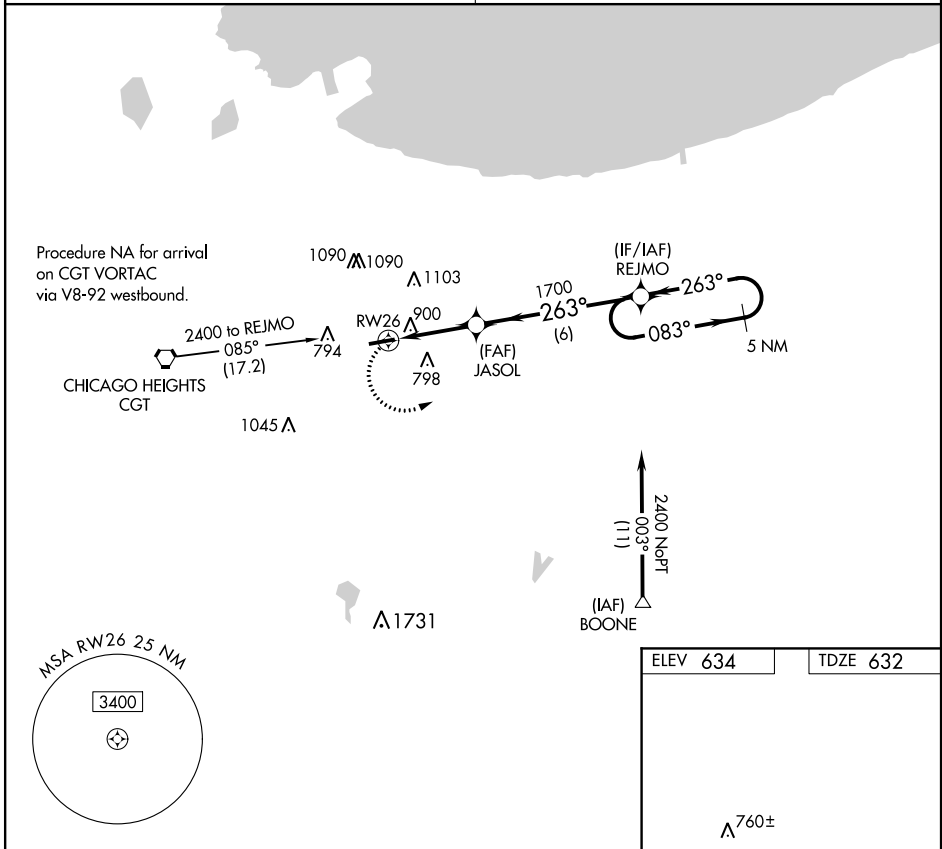 Procedure NA for arrival
on CGT VORTAC
via V8-92 westbound.
1090
1090
1103
(IF/IAF)
REJMO
1700
263°
(6)
263°
083°
5 NM
2400 to REJMO
085°
(17.2)
794
RW26
900
(FAF)
JASOL
798
CHICAGO HEIGHTS
CGT
1045
2400 NoPT
003°
(11)
(IAF)
BOONE
1731
MSA RW26 25 NM
3400
ELEV 634
TDZE 632
760±